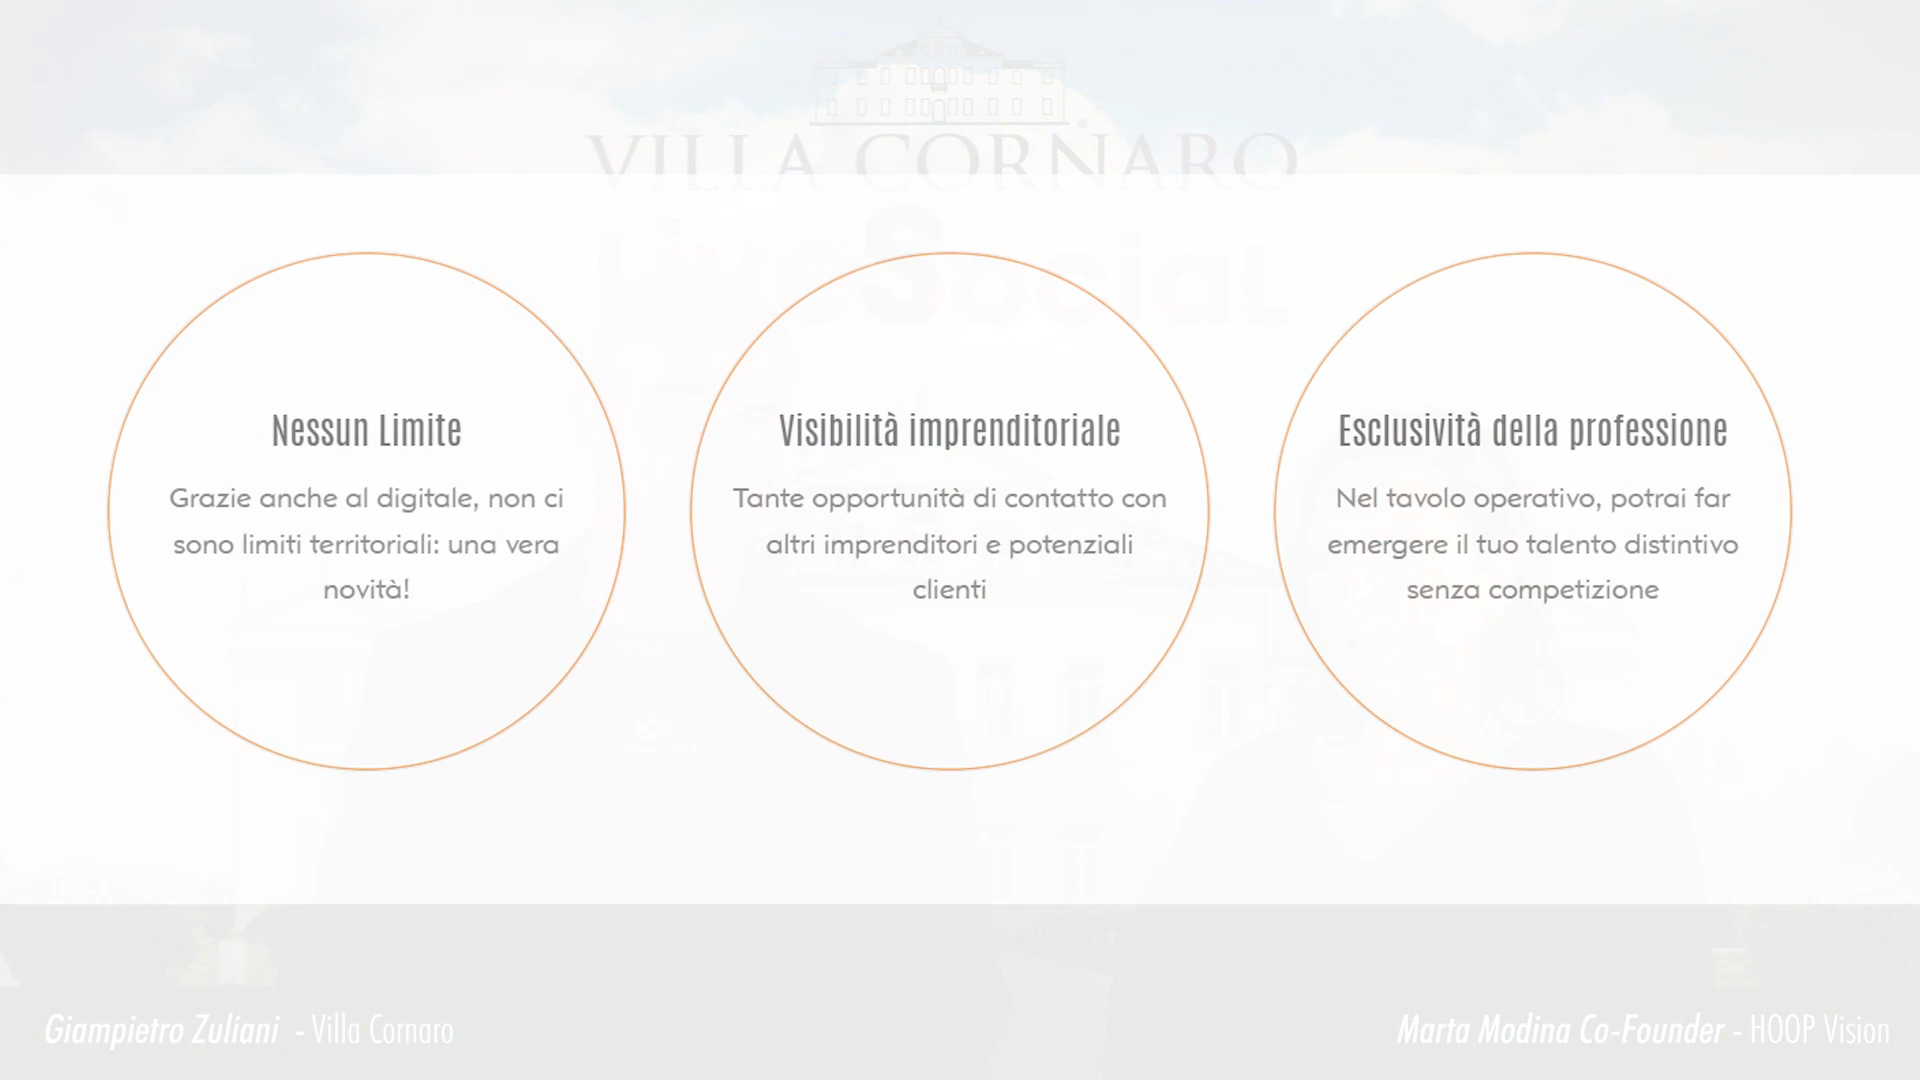 VILLA CORNARO
LiveSocial
Nessun Limite
Grazie anche al digitale, non ci
sono limiti territoriali: una vera
novità!
Visibilità imprenditoriale
Tante opportunità di contatto con
altri imprenditori e potenziali
clienti
Esclusività della professione
Nel tavolo operativo, potrai far
emergere il tuo talento distintivo
senza competizione
Giampietro Zuliani - Villa Cornaro
Marta Modina Co-Founder - HOOP Vision